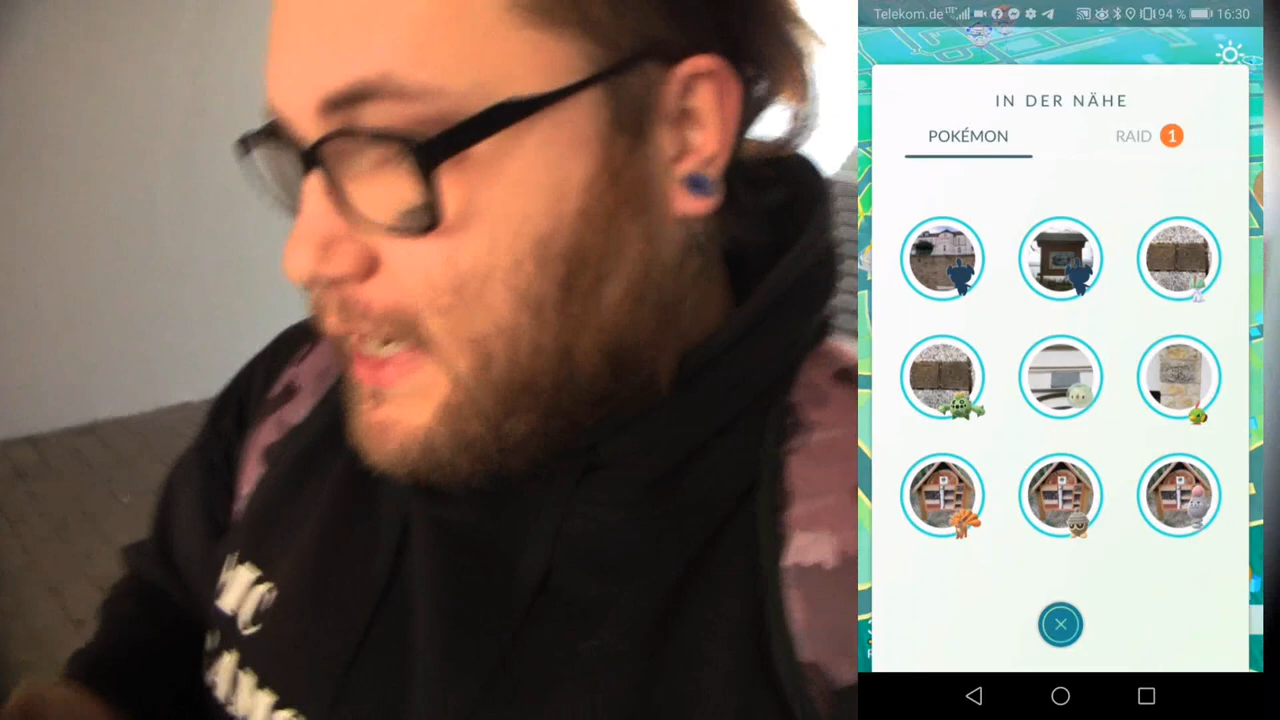 Telekom.de 94 % 16:30
IN DER NÄHE
POKÉMON RAID 1